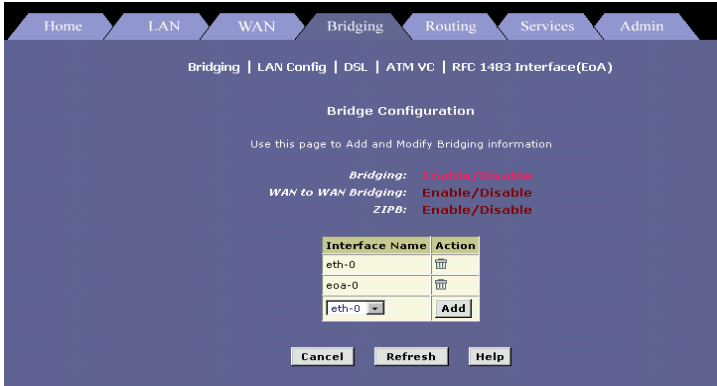 Home LAN WAN Bridging Routing Services Admin
Bridging | LAN Config | DSL | ATM VC | RFC 1483 Interface(EoA)
Bridge Configuration
Use this page to Add and Modify Bridging information
Bridging: Enable/Disable
WAN to WAN Bridging: Enable/Disable
ZIPB: Enable/Disable
Interface Name Action
eth-0
eoa-0
eth-0 Add
Cancel Refresh Help